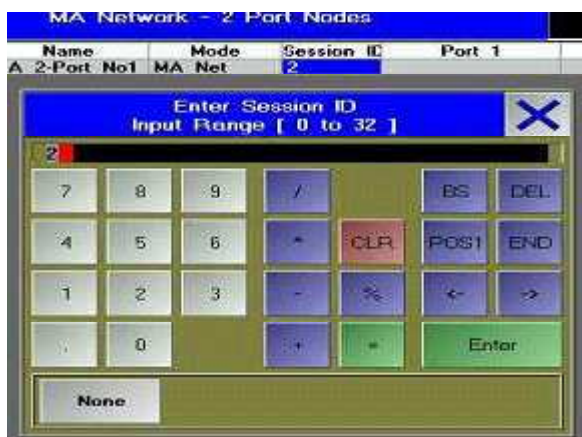 MA Network - 2 Port Nodes
Name Mode Session ID Port 1
A 2-Port No1 MA Net 2
Enter Session ID
Input Range [ 0 to 32 ]
2
7 8 9 / BS DEL
4 5 6 * CLR POS1 END
1 2 3 - % <- ->
. 0 + = Enter
None